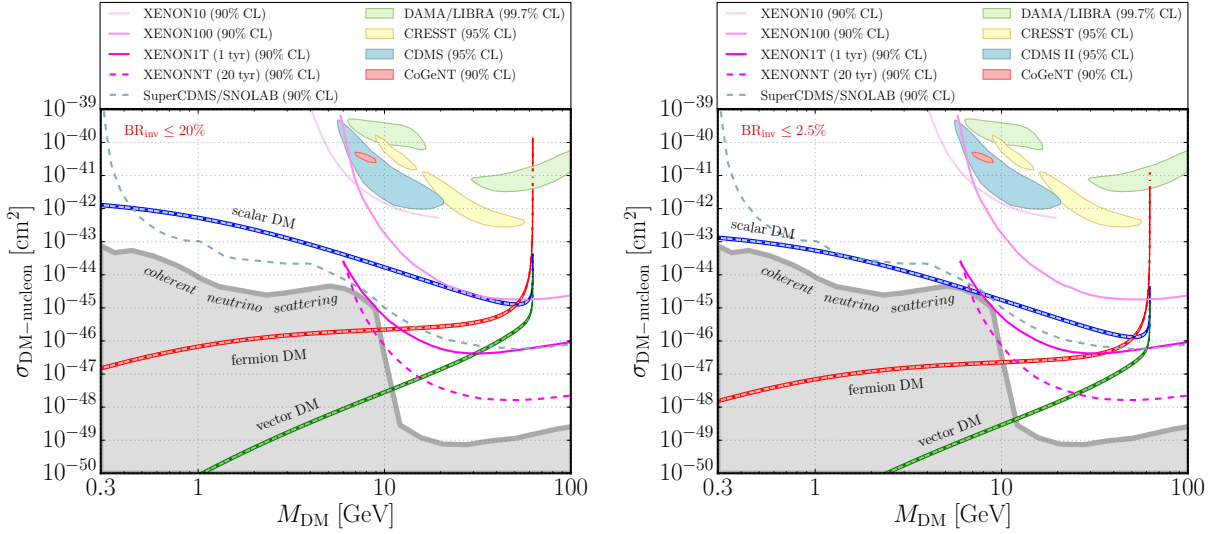 XENON10 (90% CL)
XENON100 (90% CL)
XENON1T (1 tyr) (90% CL)
XENONNT (20 tyr) (90% CL)
SuperCDMS/SNOLAB (90% CL)
DAMA/LIBRA (99.7% CL)
CRESST (95% CL)
CDMS II (95% CL)
CoGeNT (90% CL)
BR_inv ≤ 20%
10^−39
10^−40
10^−41
10^−42
10^−43
10^−44
10^−45
10^−46
10^−47
10^−48
10^−49
10^−50
σ_DM−nucleon [cm^2]
scalar DM
coherent neutrino scattering
fermion DM
vector DM
0.3 1 10 100
M_DM [GeV]
XENON10 (90% CL)
XENON100 (90% CL)
XENON1T (1 tyr) (90% CL)
XENONNT (20 tyr) (90% CL)
SuperCDMS/SNOLAB (90% CL)
DAMA/LIBRA (99.7% CL)
CRESST (95% CL)
CDMS II (95% CL)
CoGeNT (90% CL)
BR_inv ≤ 2.5%
10^−39
10^−40
10^−41
10^−42
10^−43
10^−44
10^−45
10^−46
10^−47
10^−48
10^−49
10^−50
σ_DM−nucleon [cm^2]
scalar DM
coherent neutrino scattering
fermion DM
vector DM
0.3 1 10 100
M_DM [GeV]